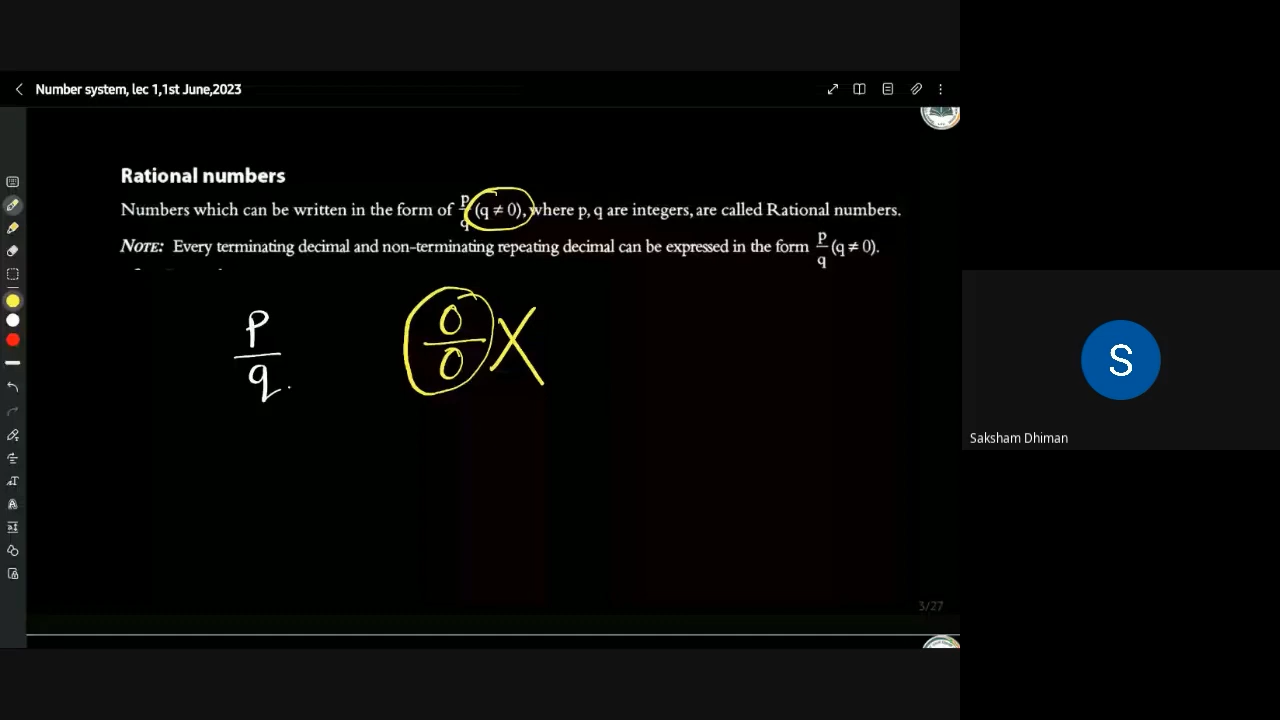 Number system, lec 1,1st June,2023
Rational numbers
Numbers which can be written in the form of p/q (q ≠ 0), where p, q are integers, are called Rational numbers.
NOTE: Every terminating decimal and non-terminating repeating decimal can be expressed in the form p/q (q ≠ 0).
p/q
0/0 X
3/27
S
Saksham Dhiman